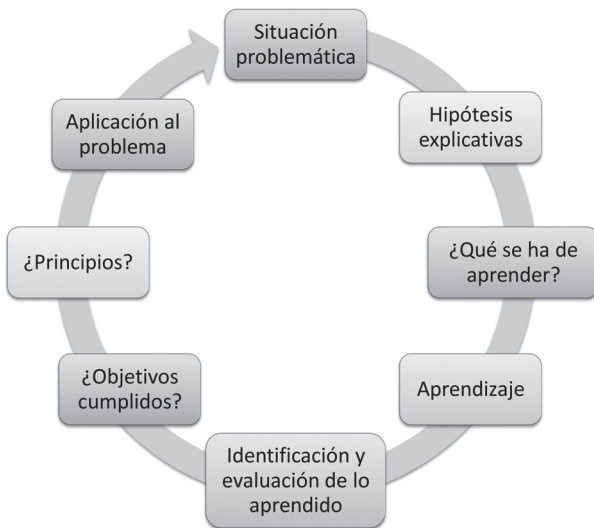 Situación
problemática
Hipótesis
explicativas
¿Qué se ha de
aprender?
Aprendizaje
Identificación y
evaluación de lo
aprendido
¿Objetivos
cumplidos?
¿Principios?
Aplicación al
problema